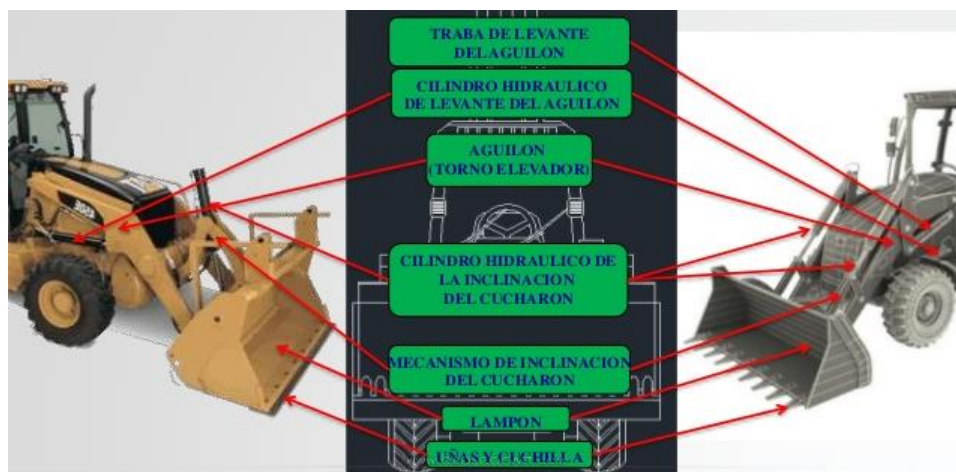 TRABA DE LEVANTE
DEL AGUILON
CILINDRO HIDRAULICO
DE LEVANTE DEL AGUILON
AGUILON
(TORNO ELEVADOR)
CILINDRO HIDRAULICO DE
LA INCLINACION
DEL CUCHARON
MECANISMO DE INCLINACION
DEL CUCHARON
LAMPON
UÑAS Y CUCHILLA